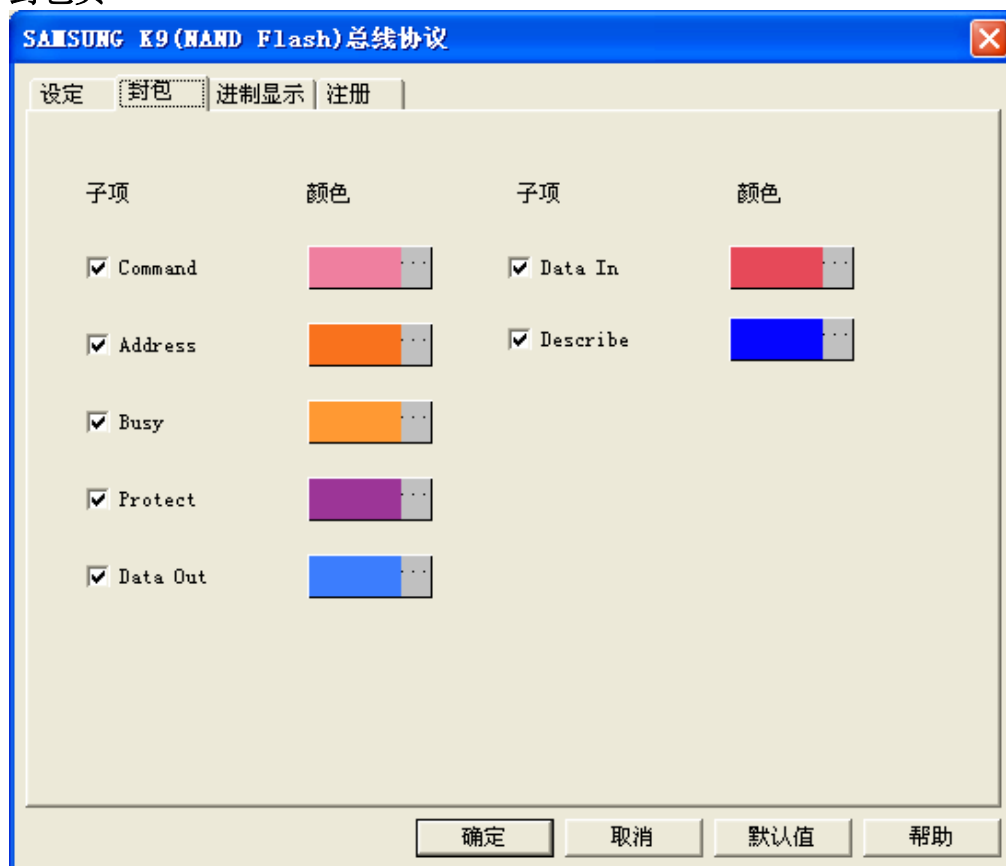 SAMSUNG K9(NAND Flash)总线协议
设定 封包 进制显示 注册
子项 颜色 子项 颜色
Command ... Data In ...
Address ... Describe ...
Busy ...
Protect ...
Data Out ...
确定 取消 默认值 帮助